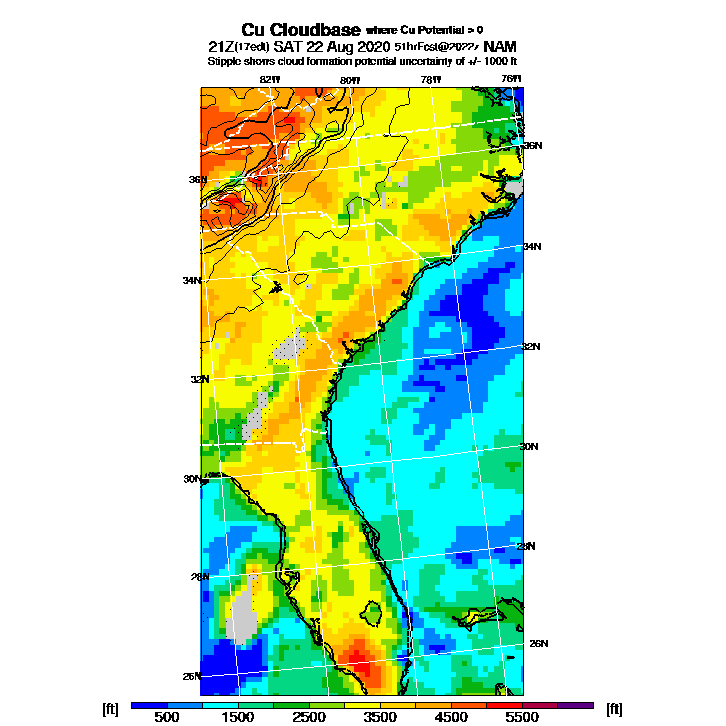 Cu Cloudbase where Cu Potential > 0
21Z(17edt) SAT 22 Aug 2020 51hrFcst@2022z NAM
Stipple shows cloud formation potential uncertainty of +/- 1000 ft
82W 80W 78W 76W
36N
36N
34N
34N
32N
32N
30N
30N
28N
28N
26N
26N
[ft] [ft]
500 1500 2500 3500 4500 5500